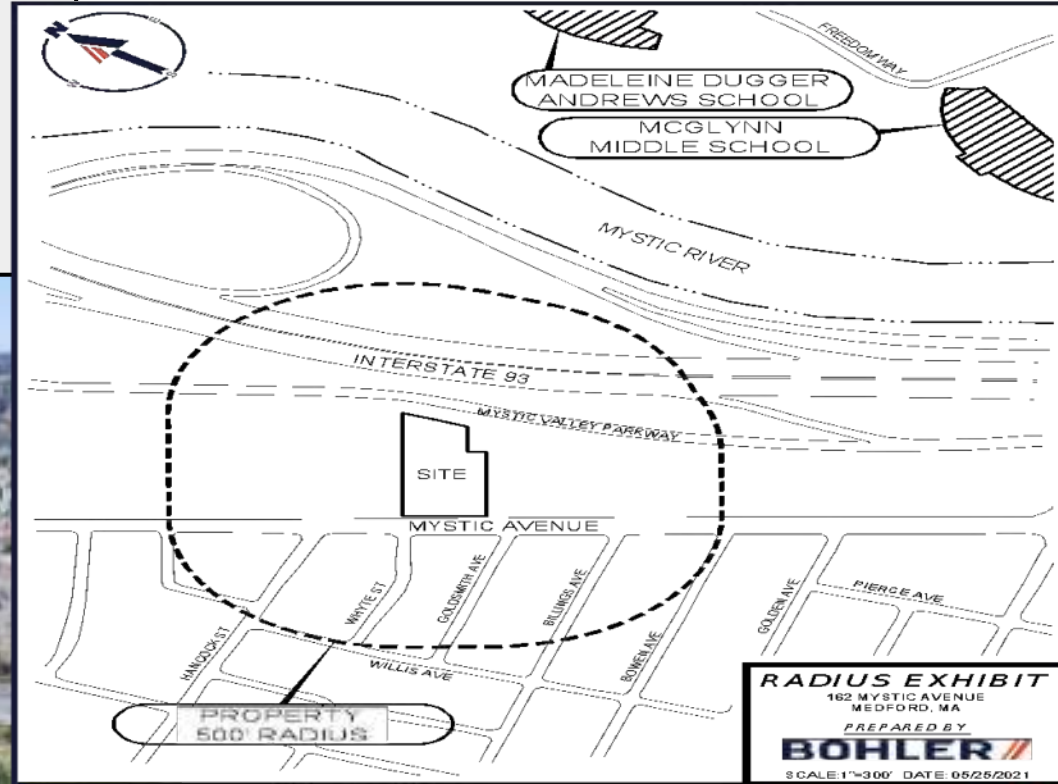 N
FREEDOM WAY
MADELEINE DUGGER
ANDREWS SCHOOL
MCGLYNN
MIDDLE SCHOOL
MYSTIC RIVER
INTERSTATE 93
MYSTIC VALLEY PARKWAY
SITE
MYSTIC AVENUE
HANCOCK ST
WHYTE ST
GOLDSMITH AVE
BILLINGS AVE
BOWEN AVE
GOLDEN AVE
PIERCE AVE
WILLIS AVE
PROPERTY
500' RADIUS
RADIUS EXHIBIT
162 MYSTIC AVENUE
MEDFORD, MA
PREPARED BY
BOHLER //
SCALE:1"=300' DATE: 05/25/2021